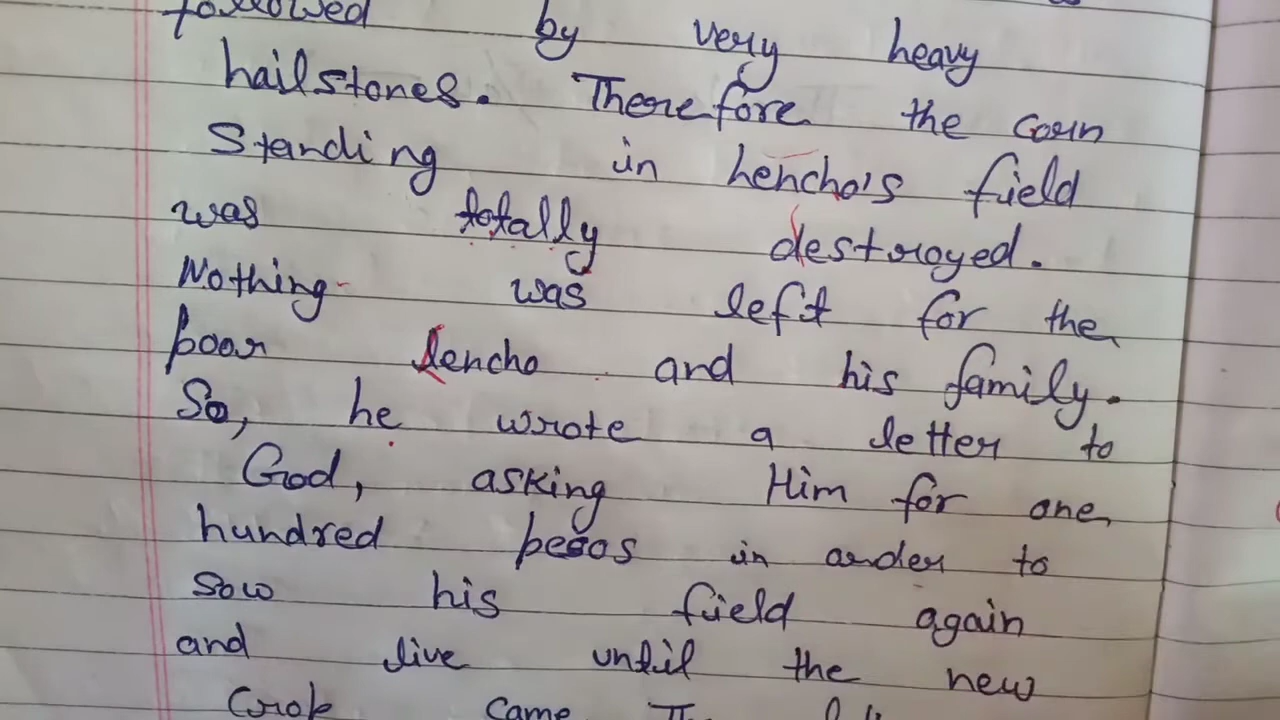 followed by very heavy
hailstones. Therefore the corn
Standing in hencho's field
was totally destroyed.
Nothing was left for the
poor lencho and his family.
So, he wrote a letter to
God, asking Him for one
hundred pesos in order to
sow his field again
and live until the new
Crop came